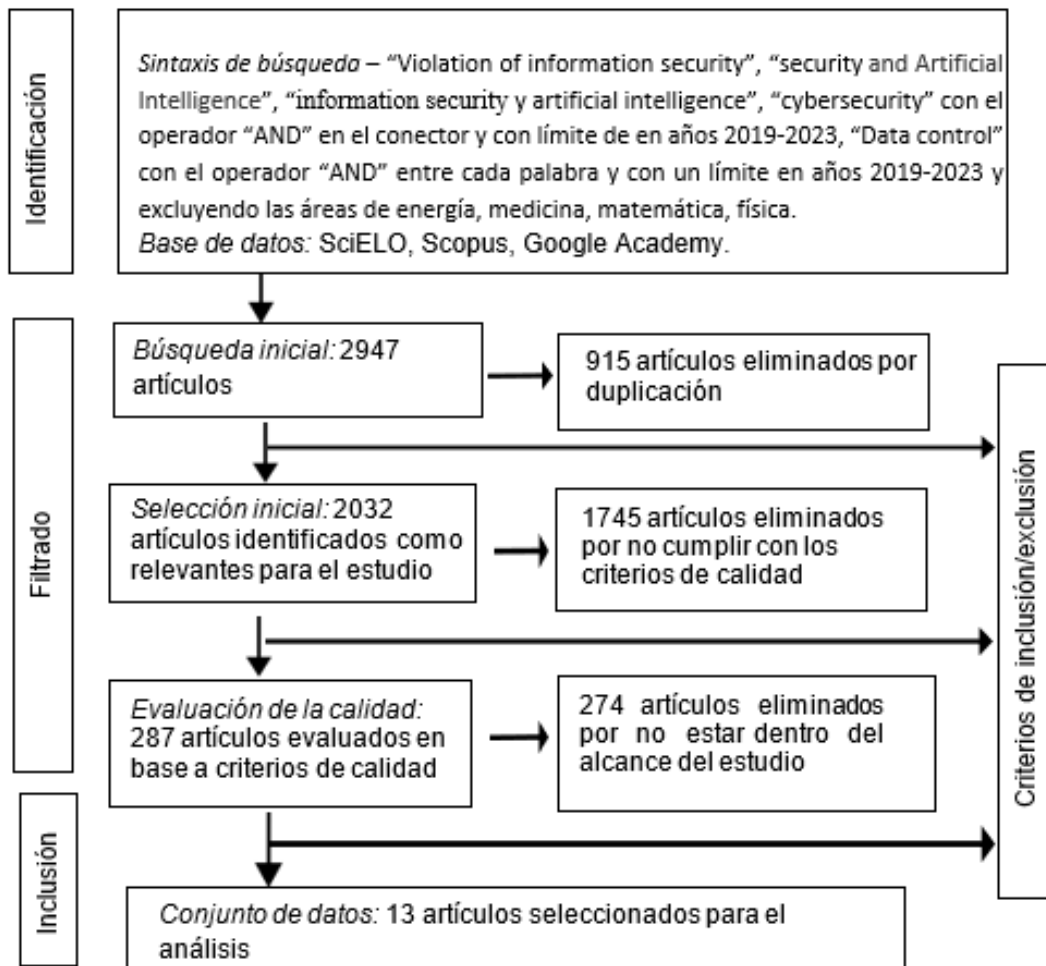 Identificación
Sintaxis de búsqueda – “Violation of information security”, “security and Artificial
Intelligence”, “information security y artificial intelligence”, “cybersecurity” con el
operador “AND” en el conector y con límite de en años 2019-2023, “Data control”
con el operador “AND” entre cada palabra y con un límite en años 2019-2023 y
excluyendo las áreas de energía, medicina, matemática, física.
Base de datos: SciELO, Scopus, Google Academy.
Filtrado
Búsqueda inicial: 2947
artículos
915 artículos eliminados por
duplicación
Selección inicial: 2032
artículos identificados como
relevantes para el estudio
1745 artículos eliminados
por no cumplir con los
criterios de calidad
Evaluación de la calidad:
287 artículos evaluados en
base a criterios de calidad
274 artículos eliminados
por no estar dentro del
alcance del estudio
Criterios de inclusión/exclusión
Inclusión
Conjunto de datos: 13 artículos seleccionados para el
análisis